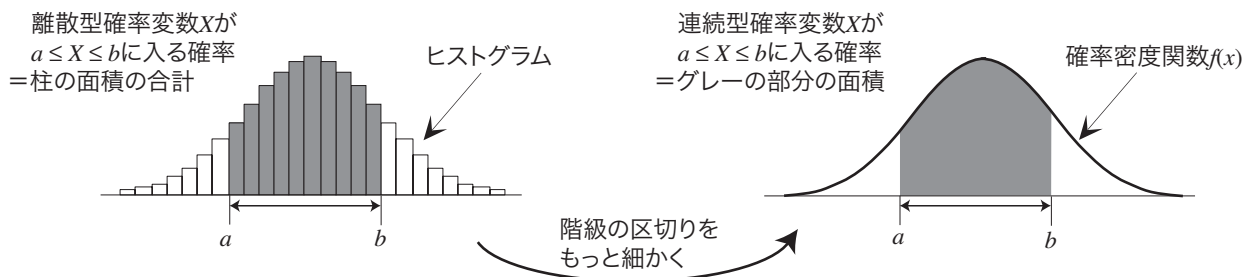 離散型確率変数Xが
a ≤ X ≤ bに入る確率
＝柱の面積の合計
ヒストグラム
a
b
階級の区切りを
もっと細かく
連続型確率変数Xが
a ≤ X ≤ bに入る確率
＝グレーの部分の面積
確率密度関数f(x)
a
b